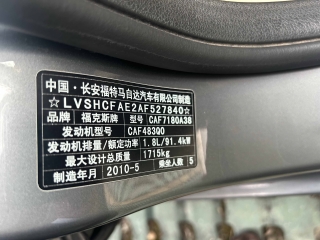 中国·长安福特马自达汽车有限公司制造
☆LVSHCFAE2AF527840☆
品牌 福克斯牌 型号 CAF7180A38
发动机型号 CAF483Q0
发动机排量/额定功率 1.8L/91.4kW
最大设计总质量 1715kg
制造年月 2010-5 乘坐人数 5